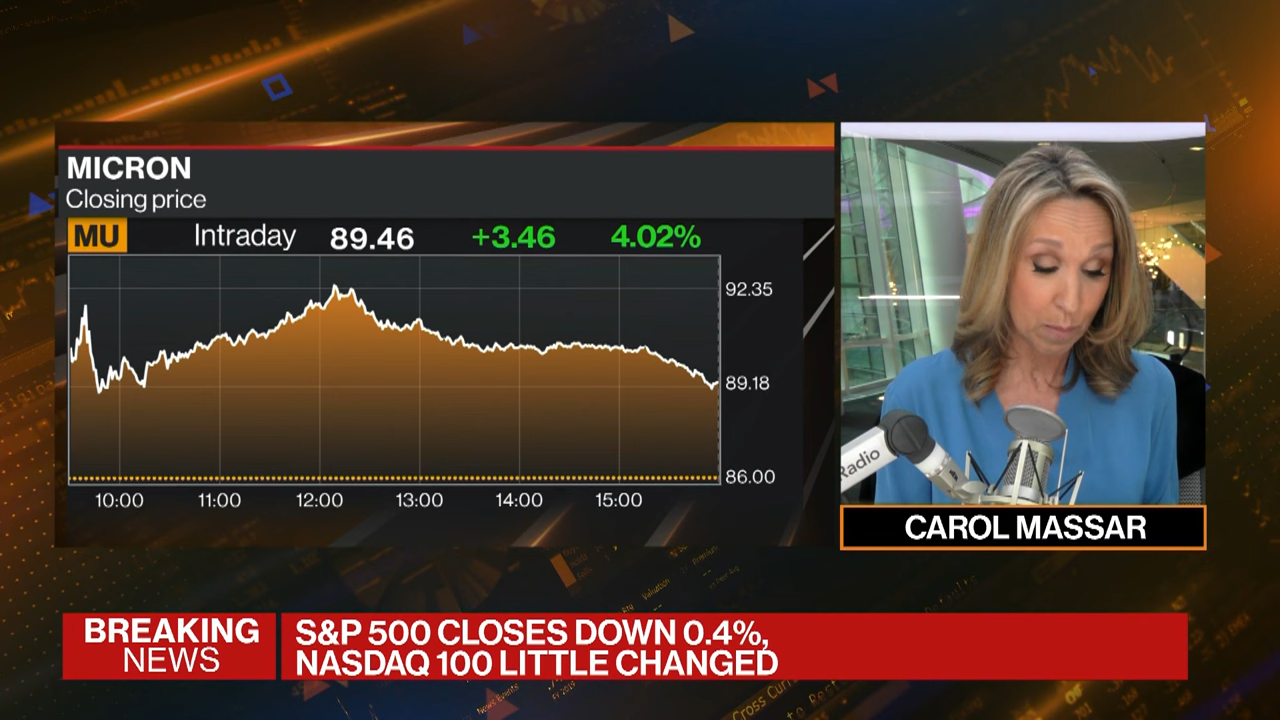 MICRON
Closing price
MU Intraday 89.46 +3.46 4.02%
92.35
89.18
86.00
10:00 11:00 12:00 13:00 14:00 15:00
Radio
CAROL MASSAR
BREAKING
NEWS
S&P 500 CLOSES DOWN 0.4%,
NASDAQ 100 LITTLE CHANGED
Valuation
Cross